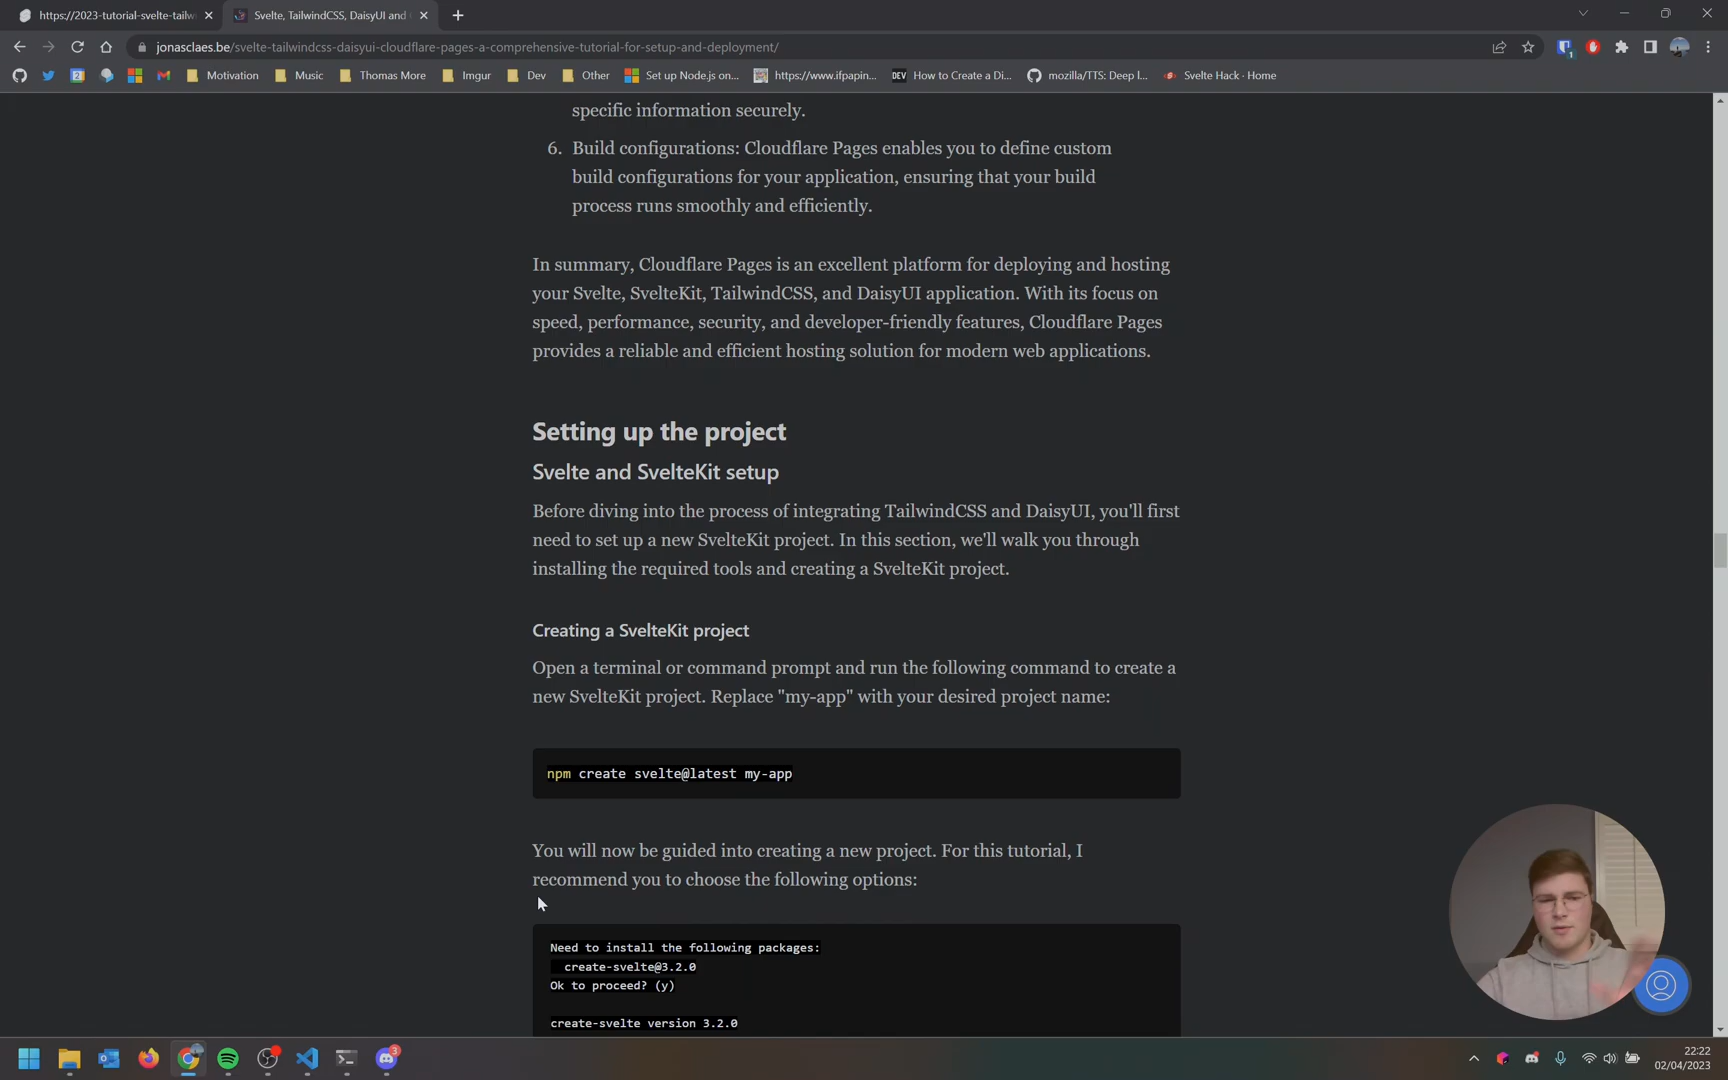 https://2023-tutorial-svelte-tailw
Svelte, TailwindCSS, DaisyUI and
jonasclaes.be/svelte-tailwindcss-daisyui-cloudflare-pages-a-comprehensive-tutorial-for-setup-and-deployment/
Motivation
Music
Thomas More
Imgur
Dev
Other
Set up Node.js on...
https://www.ifpapin...
DEV How to Create a Di...
mozilla/TTS: Deep l...
Svelte Hack · Home
specific information securely.
6. Build configurations: Cloudflare Pages enables you to define custom
build configurations for your application, ensuring that your build
process runs smoothly and efficiently.
In summary, Cloudflare Pages is an excellent platform for deploying and hosting
your Svelte, SvelteKit, TailwindCSS, and DaisyUI application. With its focus on
speed, performance, security, and developer-friendly features, Cloudflare Pages
provides a reliable and efficient hosting solution for modern web applications.
Setting up the project
Svelte and SvelteKit setup
Before diving into the process of integrating TailwindCSS and DaisyUI, you'll first
need to set up a new SvelteKit project. In this section, we'll walk you through
installing the required tools and creating a SvelteKit project.
Creating a SvelteKit project
Open a terminal or command prompt and run the following command to create a
new SvelteKit project. Replace "my-app" with your desired project name:
npm create svelte@latest my-app
You will now be guided into creating a new project. For this tutorial, I
recommend you to choose the following options:
Need to install the following packages:
create-svelte@3.2.0
Ok to proceed? (y)
create-svelte version 3.2.0
3
22:22
02/04/2023